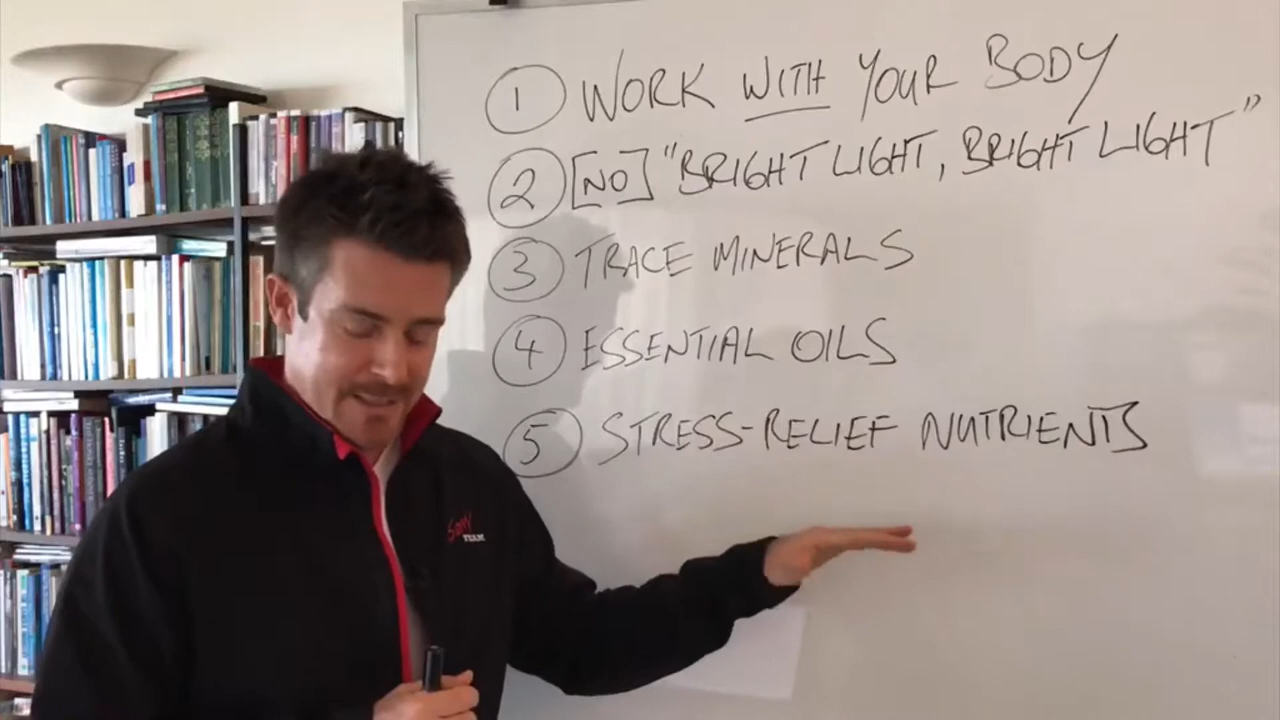 1 WORK WITH YOUR BODY
2 [NO] "BRIGHT LIGHT, BRIGHT LIGHT"
3 TRACE MINERALS
4 ESSENTIAL OILS
5 STRESS-RELIEF NUTRIENTS
TEAM